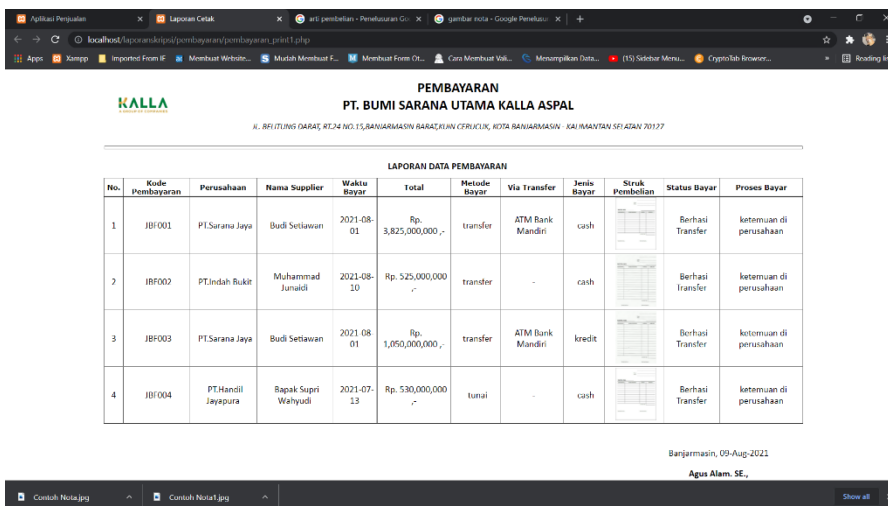 Aplikasi Penjualan
Laporan Cetak
arti pembelian - Penelusuran Goo
gambar nota - Google Penelusur
localhost/laporanskripsi/pembayaran/pembayaran_print1.php
Apps Xampp Imported From IE Membuat Website... Mudah Membuat F... Membuat Form Ot... Cara Membuat Vali... Menampilkan Data... (15) Sidebar Menu... CryptoTab Browser... » Reading lis
KALLA
PEMBAYARAN
PT. BUMI SARANA UTAMA KALLA ASPAL
JL. BELITUNG DARAT, RT.24 NO.15,BANJARMASIN BARAT,KUIN CERUCUK, KOTA BANJARMASIN - KALIMANTAN SELATAN 70127
LAPORAN DATA PEMBAYARAN
No. Kode Pembayaran Perusahaan Nama Supplier Waktu Bayar Total Metode Bayar Via Transfer Jenis Bayar Struk Pembelian Status Bayar Proses Bayar
1 JBF001 PT.Sarana Jaya Budi Setiawan 2021-08-01 Rp. 3,825,000,000 ,- transfer ATM Bank Mandiri cash Berhasi Transfer ketemuan di perusahaan
2 JBF002 PT.Indah Bukit Muhammad Junaidi 2021-08-10 Rp. 525,000,000 ,- transfer - cash Berhasi Transfer ketemuan di perusahaan
3 JBF003 PT.Sarana Jaya Budi Setiawan 2021-08-01 Rp. 1,050,000,000 ,- transfer ATM Bank Mandiri kredit Berhasi Transfer ketemuan di perusahaan
4 JBF004 PT.Handil Jayapura Bapak Supri Wahyudi 2021-07-13 Rp. 530,000,000 ,- tunai - cash Berhasi Transfer ketemuan di perusahaan
Banjarmasin, 09-Aug-2021
Agus Alam. SE.,
Contoh Nota.jpg
Contoh Nota1.jpg
Show all